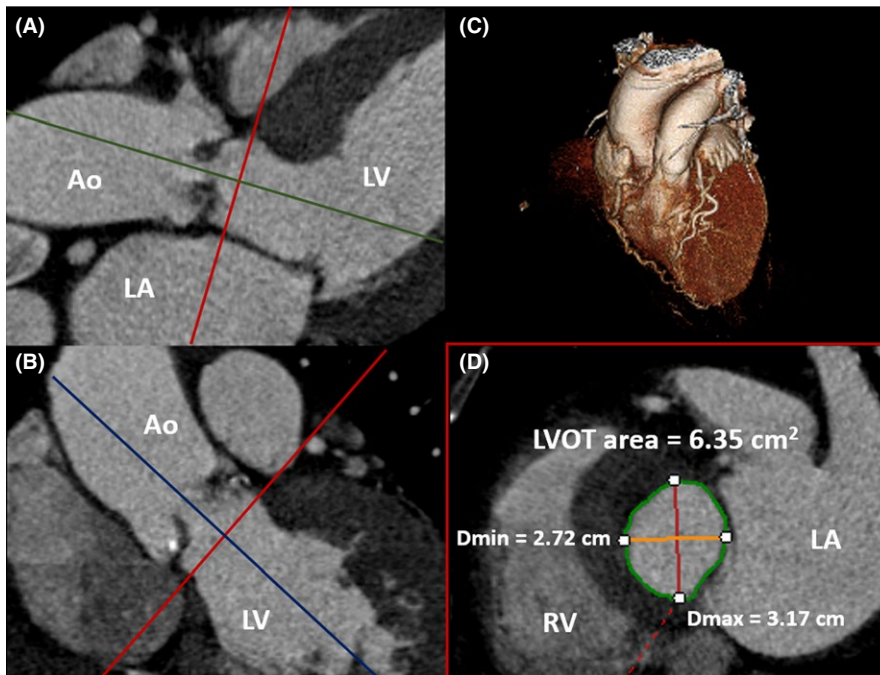 (A)
Ao
LV
LA
(B)
Ao
LV
(C)
(D)
LVOT area = 6.35 cm²
Dmin = 2.72 cm
LA
RV
Dmax = 3.17 cm